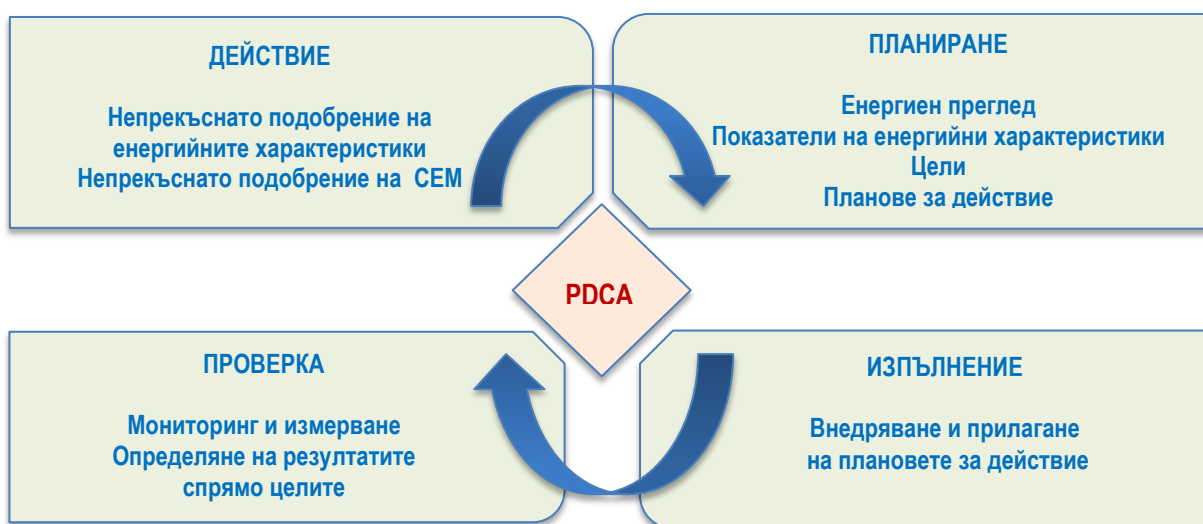 ДЕЙСТВИЕ
Непрекъснато подобрение на
енергийните характеристики
Непрекъснато подобрение на СЕМ
ПЛАНИРАНЕ
Енергиен преглед
Показатели на енергийни характеристики
Цели
Планове за действие
PDCA
ПРОВЕРКА
Мониторинг и измерване
Определяне на резултатите
спрямо целите
ИЗПЪЛНЕНИЕ
Внедряване и прилагане
на плановете за действие